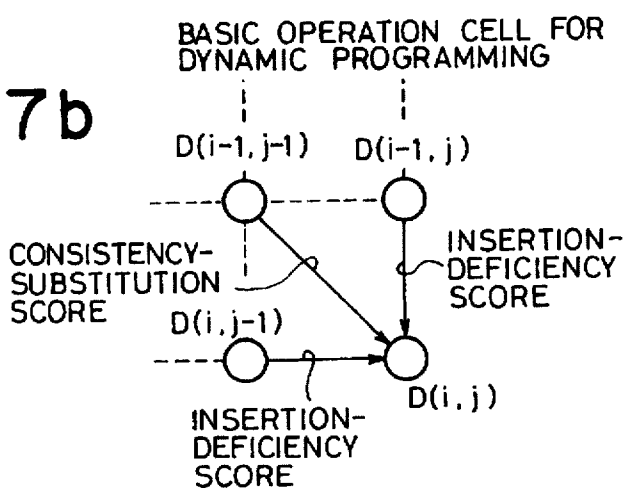 BASIC OPERATION CELL FOR
DYNAMIC PROGRAMMING
7b
D(i-1,j-1)
D(i-1,j)
CONSISTENCY-
SUBSTITUTION
SCORE
INSERTION-
DEFICIENCY
SCORE
D(i,j-1)
D(i,j)
INSERTION-
DEFICIENCY
SCORE